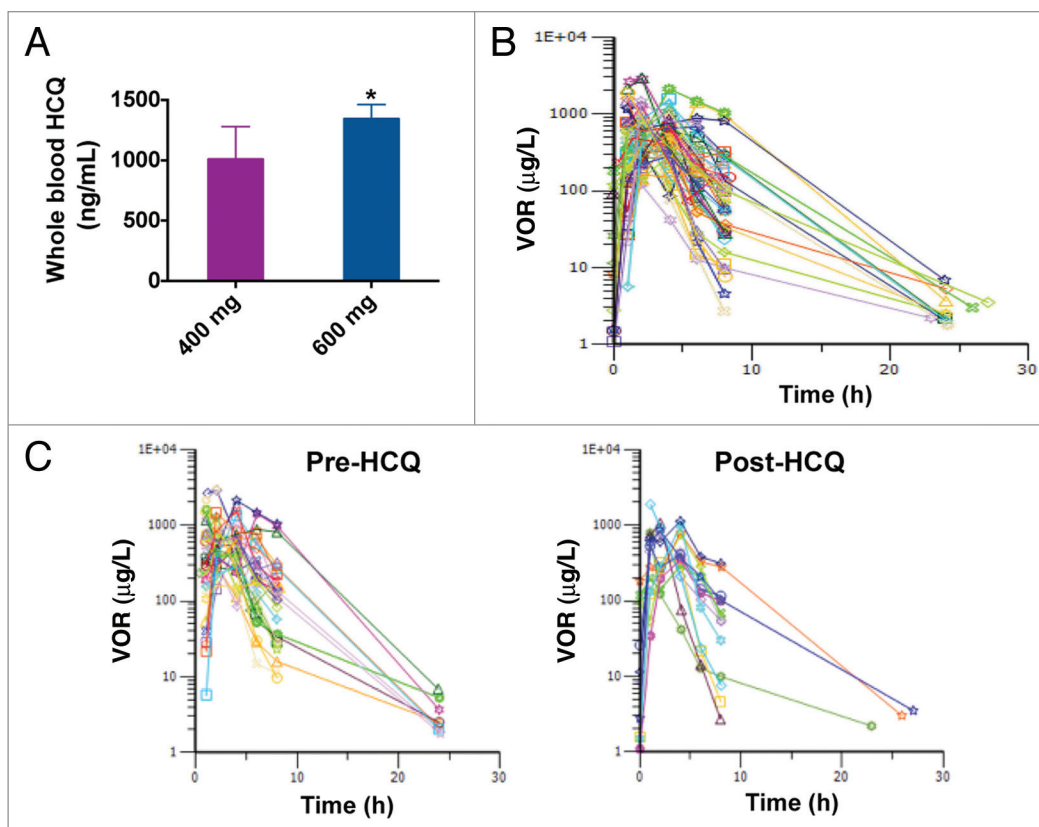 A
Whole blood HCQ
(ng/mL)
1500
1000
500
0
*
400 mg
600 mg
B
VOR (µg/L)
1E+04
1000
100
10
1
0
10
20
30
Time (h)
C
Pre-HCQ
VOR (µg/L)
1E+04
1000
100
10
1
0
10
20
30
Time (h)
Post-HCQ
VOR (µg/L)
1E+04
1000
100
10
1
0
10
20
30
Time (h)